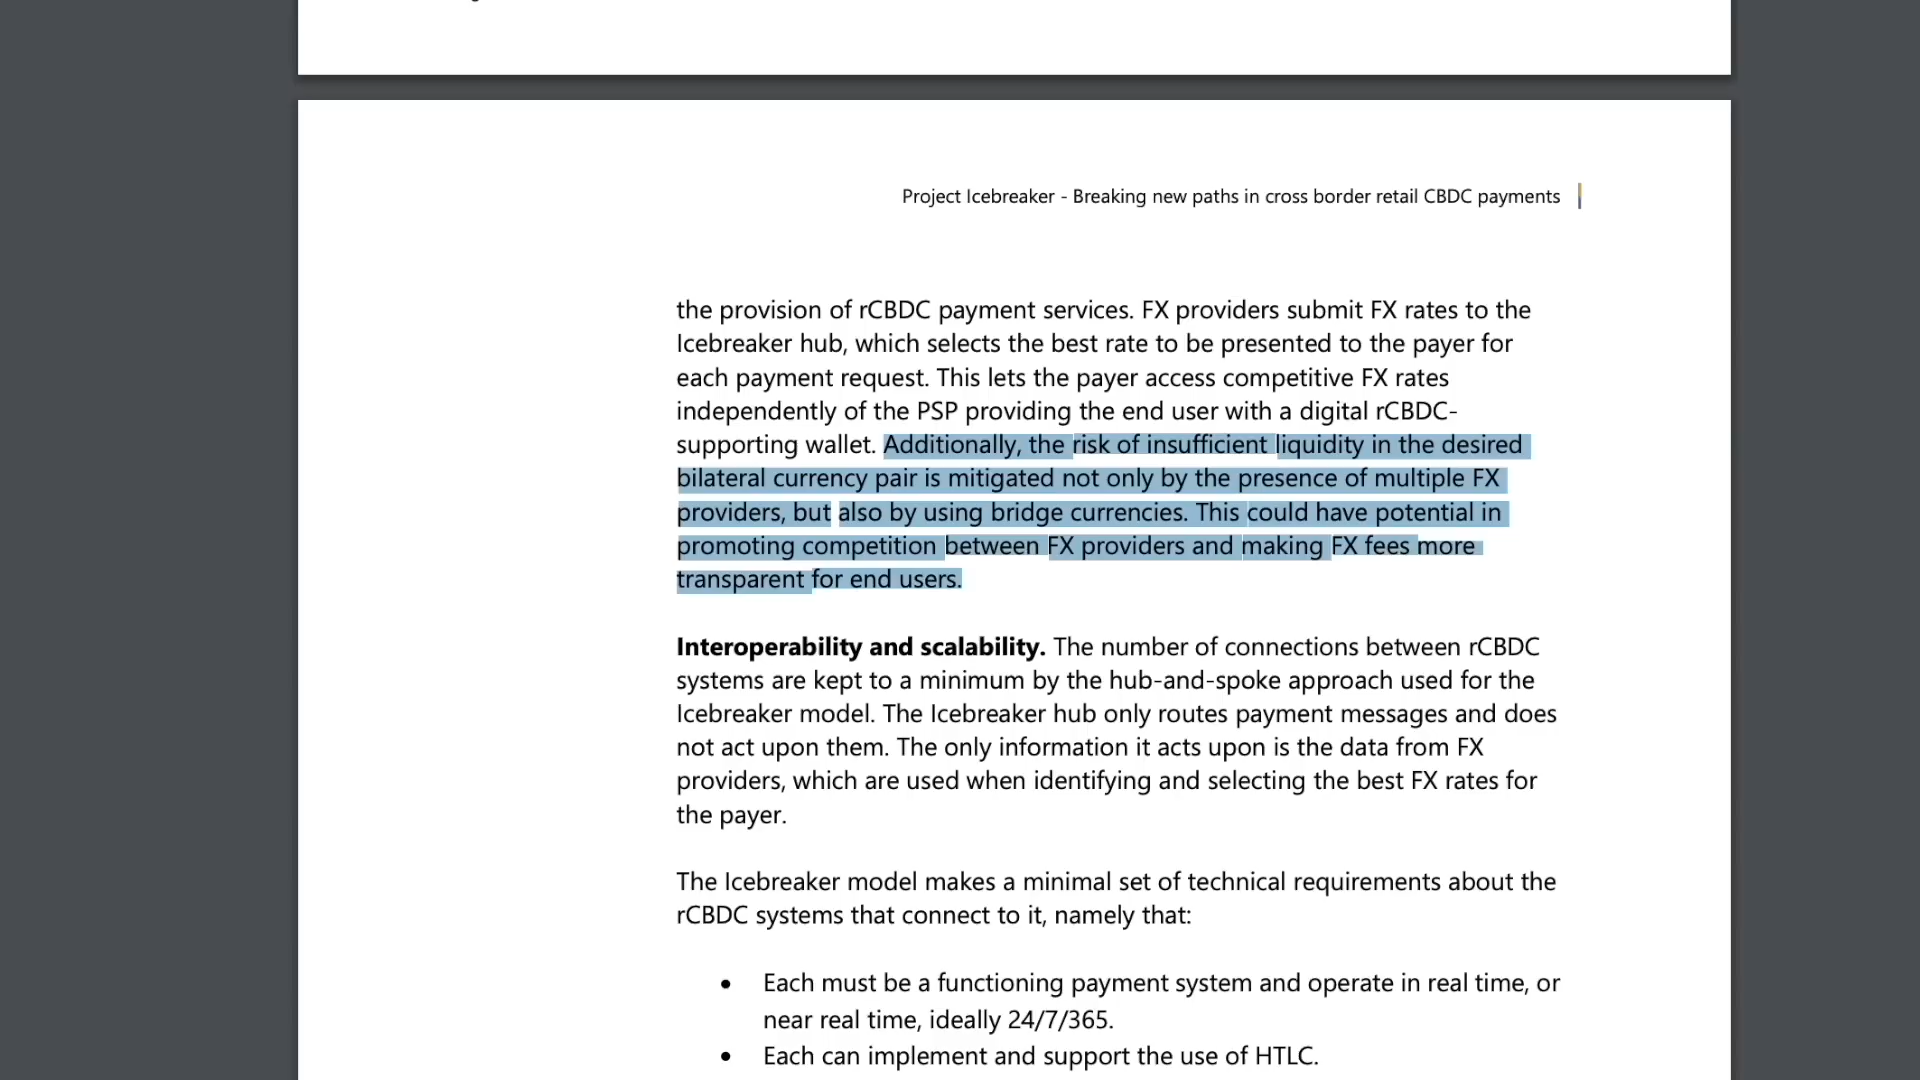 Project Icebreaker - Breaking new paths in cross border retail CBDC payments
the provision of rCBDC payment services. FX providers submit FX rates to the
Icebreaker hub, which selects the best rate to be presented to the payer for
each payment request. This lets the payer access competitive FX rates
independently of the PSP providing the end user with a digital rCBDC-
supporting wallet. Additionally, the risk of insufficient liquidity in the desired
bilateral currency pair is mitigated not only by the presence of multiple FX
providers, but also by using bridge currencies. This could have potential in
promoting competition between FX providers and making FX fees more
transparent for end users.
Interoperability and scalability. The number of connections between rCBDC
systems are kept to a minimum by the hub-and-spoke approach used for the
Icebreaker model. The Icebreaker hub only routes payment messages and does
not act upon them. The only information it acts upon is the data from FX
providers, which are used when identifying and selecting the best FX rates for
the payer.
The Icebreaker model makes a minimal set of technical requirements about the
rCBDC systems that connect to it, namely that:
• Each must be a functioning payment system and operate in real time, or
near real time, ideally 24/7/365.
• Each can implement and support the use of HTLC.